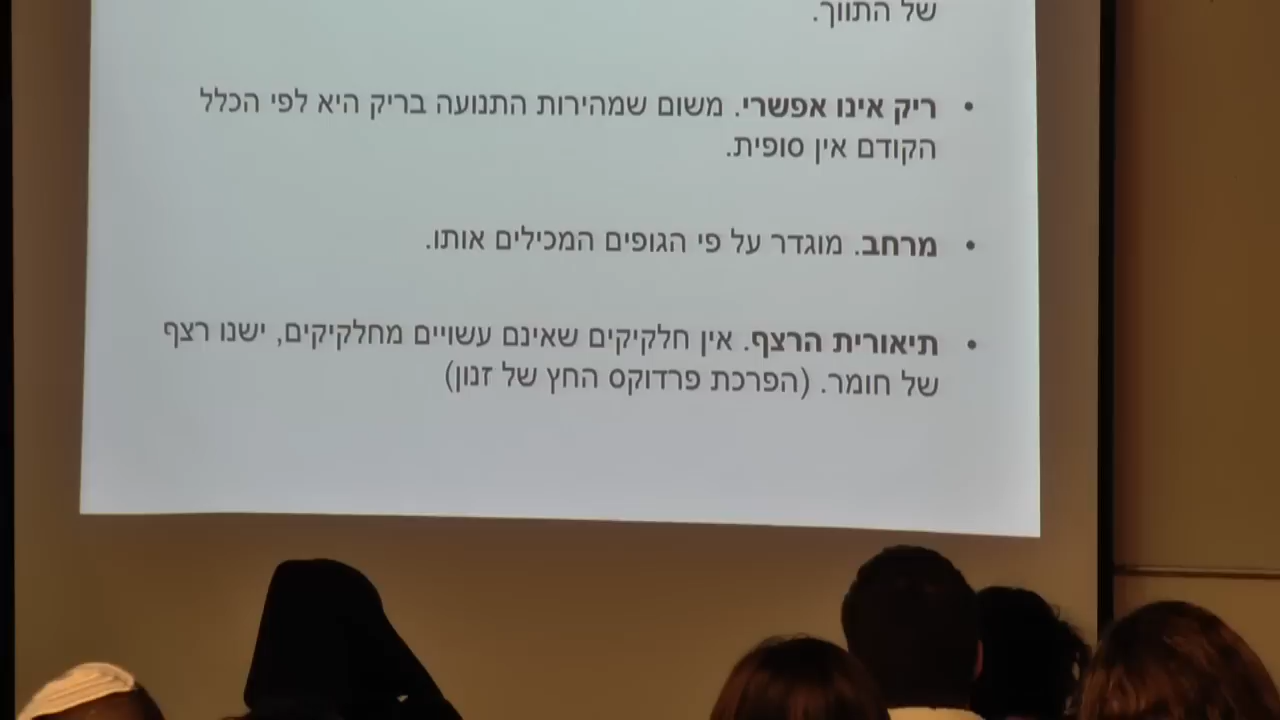 של התווך.
• ריק אינו אפשרי. משום שמהירות התנועה בריק היא לפי הכלל
הקודם אין סופית.
• מרחב. מוגדר על פי הגופים המכילים אותו.
• תיאורית הרצף. אין חלקיקים שאינם עשויים מחלקיקים, ישנו רצף
של חומר. (הפרכת פרדוקס החץ של זנון)